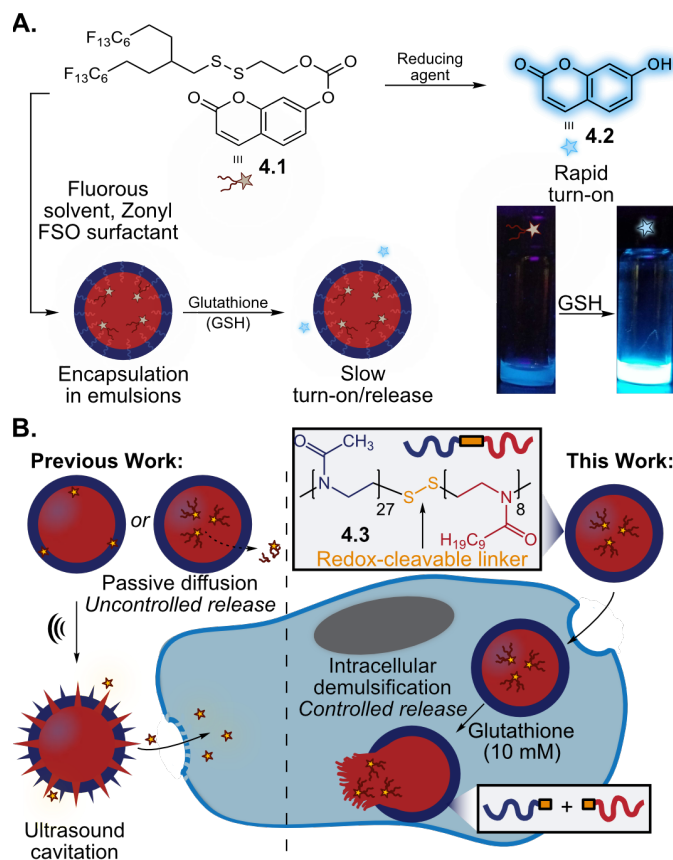 A.
F13C6
F13C6
S
S
O
O
O
O
O
O
4.1
Reducing
agent
O
O
OH
4.2
Rapid
turn-on
Fluorous
solvent, Zonyl
FSO surfactant
Glutathione
(GSH)
Encapsulation
in emulsions
Slow
turn-on/release
GSH
B.
Previous Work:
This Work:
or
Passive diffusion
Uncontrolled release
O
CH3
N
27
S
S
N
8
O
H19C9
4.3
Redox-cleavable linker
Intracellular
demulsification
Controlled release
Glutathione
(10 mM)
Ultrasound
cavitation
+